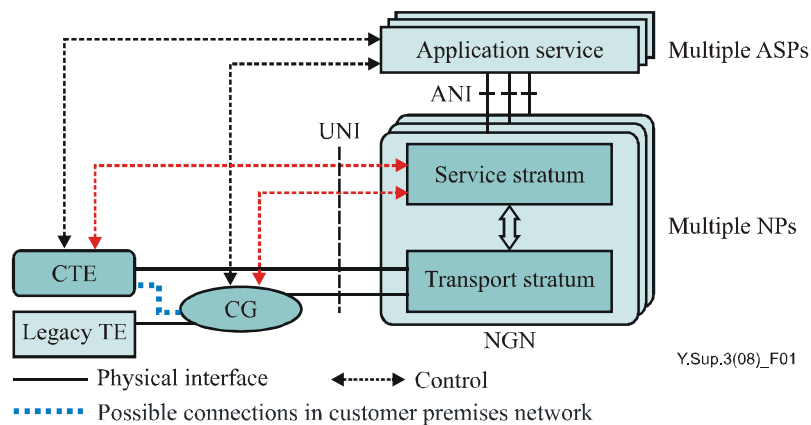 Application service
Multiple ASPs
ANI
UNI
Service stratum
Multiple NPs
CTE
Transport stratum
CG
Legacy TE
NGN
Y.Sup.3(08)_F01
Physical interface
Control
Possible connections in customer premises network